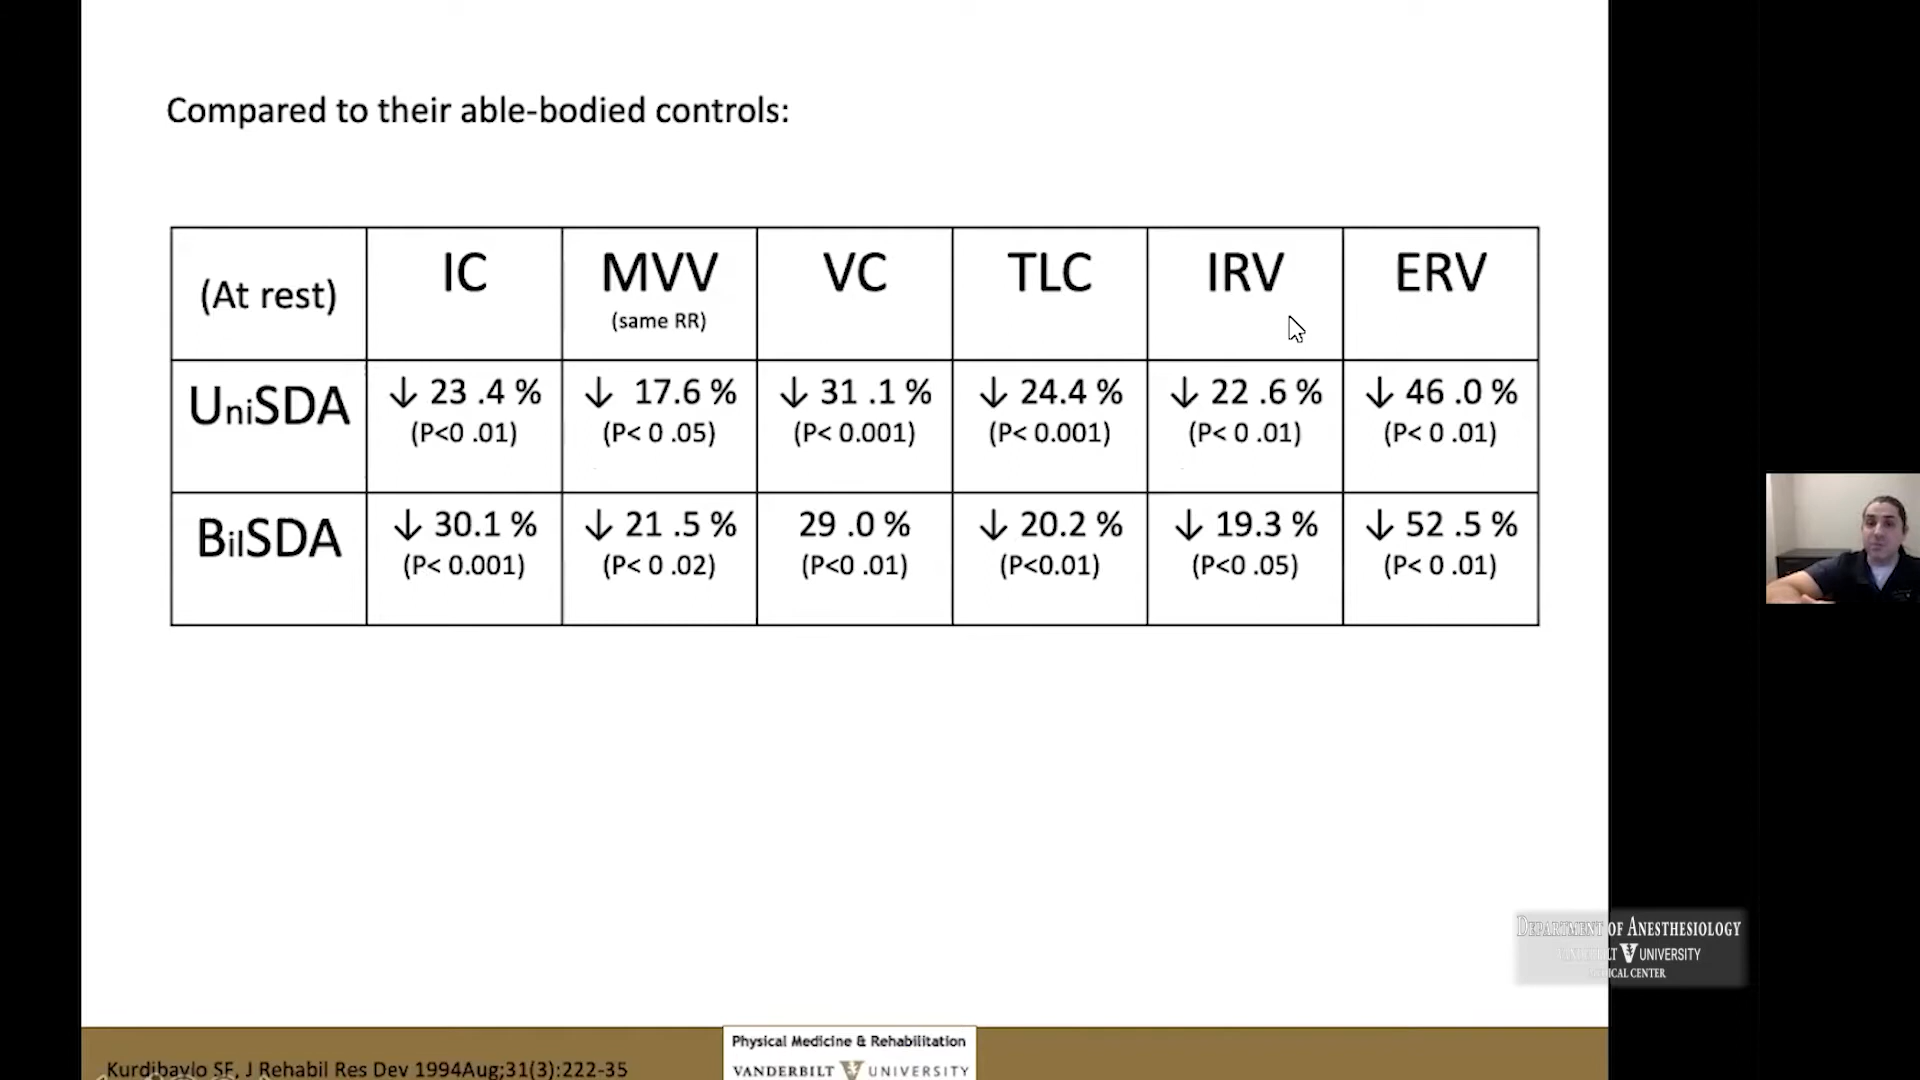 Compared to their able-bodied controls:
(At rest) IC MVV VC TLC IRV ERV
(same RR)
UniSDA ↓ 23 .4 % ↓ 17.6 % ↓ 31 .1 % ↓ 24.4 % ↓ 22 .6 % ↓ 46 .0 %
(P<0 .01) (P< 0 .05) (P< 0.001) (P< 0.001) (P< 0 .01) (P< 0 .01)
BilSDA ↓ 30.1 % ↓ 21 .5 % 29 .0 % ↓ 20.2 % ↓ 19.3 % ↓ 52 .5 %
(P< 0.001) (P< 0 .02) (P<0 .01) (P<0.01) (P<0 .05) (P< 0 .01)
DEPARTMENT OF ANESTHESIOLOGY
VANDERBILT UNIVERSITY
MEDICAL CENTER
Physical Medicine & Rehabilitation
VANDERBILT UNIVERSITY
Kurdibaylo SF, J Rehabil Res Dev 1994Aug;31(3):222-35